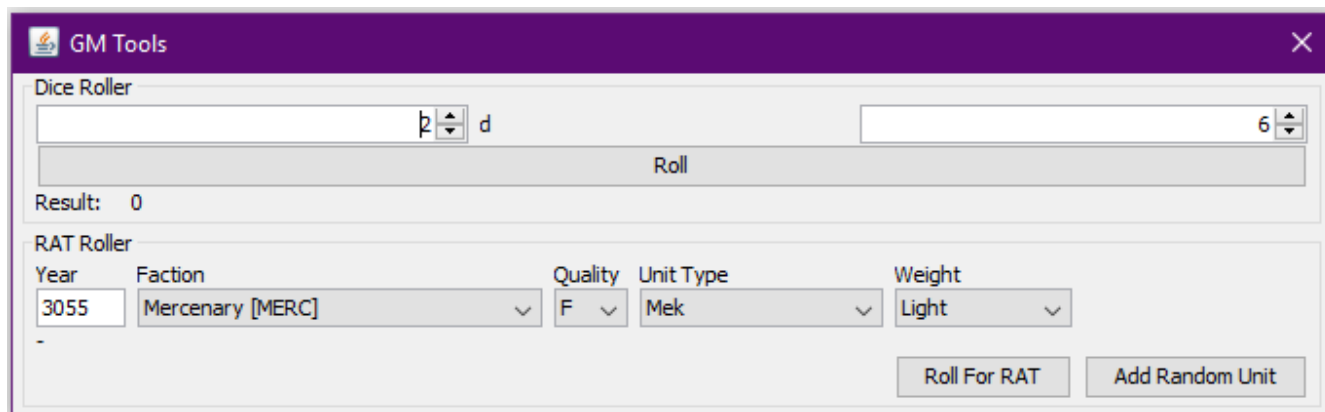 GM Tools
Dice Roller
2 d 6
Roll
Result: 0
RAT Roller
Year Faction Quality Unit Type Weight
3055 Mercenary [MERC] F Mek Light
-
Roll For RAT Add Random Unit